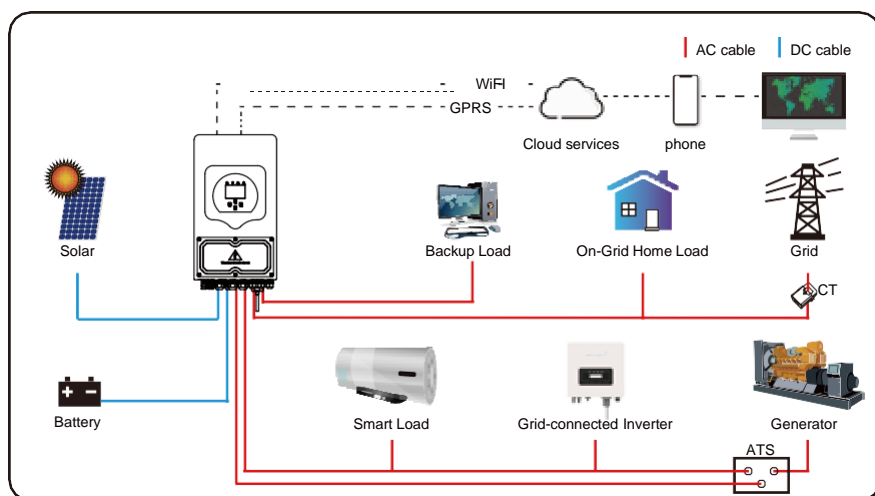 AC cable
DC cable
WiFI
GPRS
Cloud services
phone
Solar
Backup Load
On-Grid Home Load
Grid
CT
Battery
Smart Load
Grid-connected Inverter
Generator
ATS